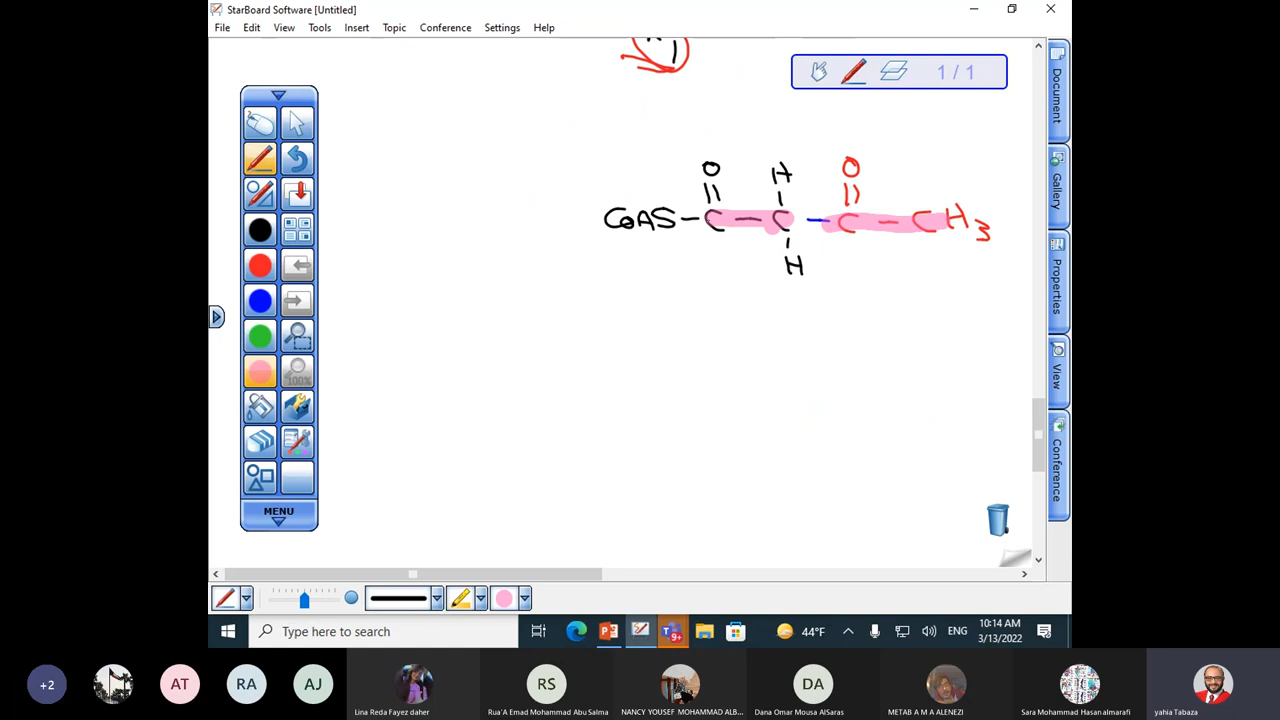 StarBoard Software [Untitled]
File Edit View Tools Insert Topic Conference Settings Help
1 / 1
Document
Gallery
Properties
View
Conference
O H O
CoAS - C - C - C - CH3
H
100%
MENU
Type here to search
9+
44°F
ENG
10:14 AM
3/13/2022
+2
AT
RA
AJ
RS
DA
Lina Reda Fayez daher
Rua'A Emad Mohammad Abu Salma
NANCY YOUSEF MOHAMMAD ALB...
Dana Omar Mousa AlSaras
METAB A M A ALENEZI
Sara Mohammad Hasan almarafi
yahia Tabaza